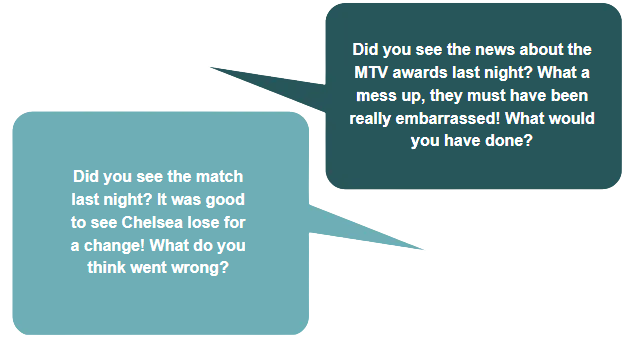 Did you see the news about the
MTV awards last night? What a
mess up, they must have been
really embarrassed! What would
you have done?
Did you see the match
last night? It was good
to see Chelsea lose for
a change! What do you
think went wrong?